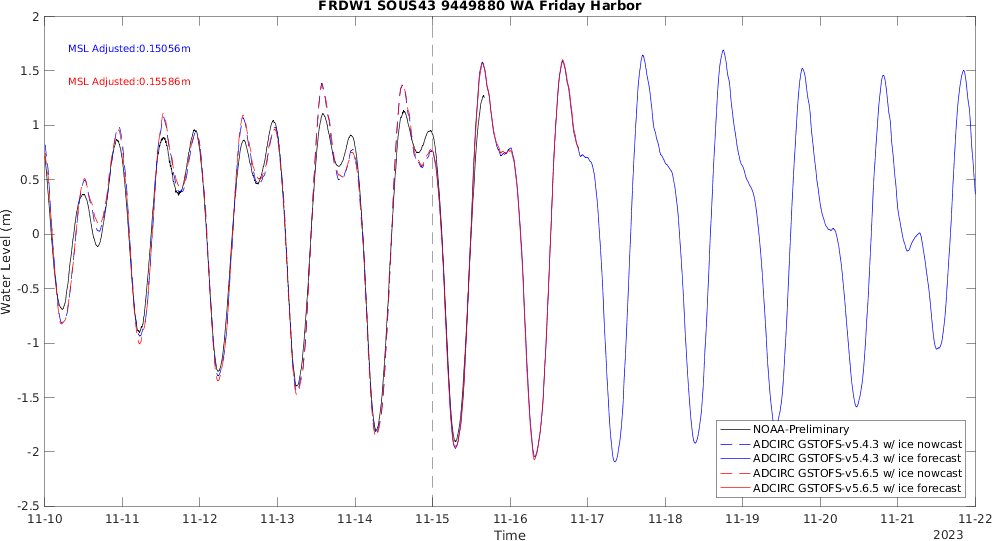 FRDW1 SOUS43 9449880 WA Friday Harbor
MSL Adjusted:0.15056m
MSL Adjusted:0.15586m
Water Level (m)
2
1.5
1
0.5
0
-0.5
-1
-1.5
-2
-2.5
NOAA-Preliminary
ADCIRC GSTOFS-v5.4.3 w/ ice nowcast
ADCIRC GSTOFS-v5.4.3 w/ ice forecast
ADCIRC GSTOFS-v5.6.5 w/ ice nowcast
ADCIRC GSTOFS-v5.6.5 w/ ice forecast
11-10 11-11 11-12 11-13 11-14 11-15 11-16 11-17 11-18 11-19 11-20 11-21 11-22
Time
2023